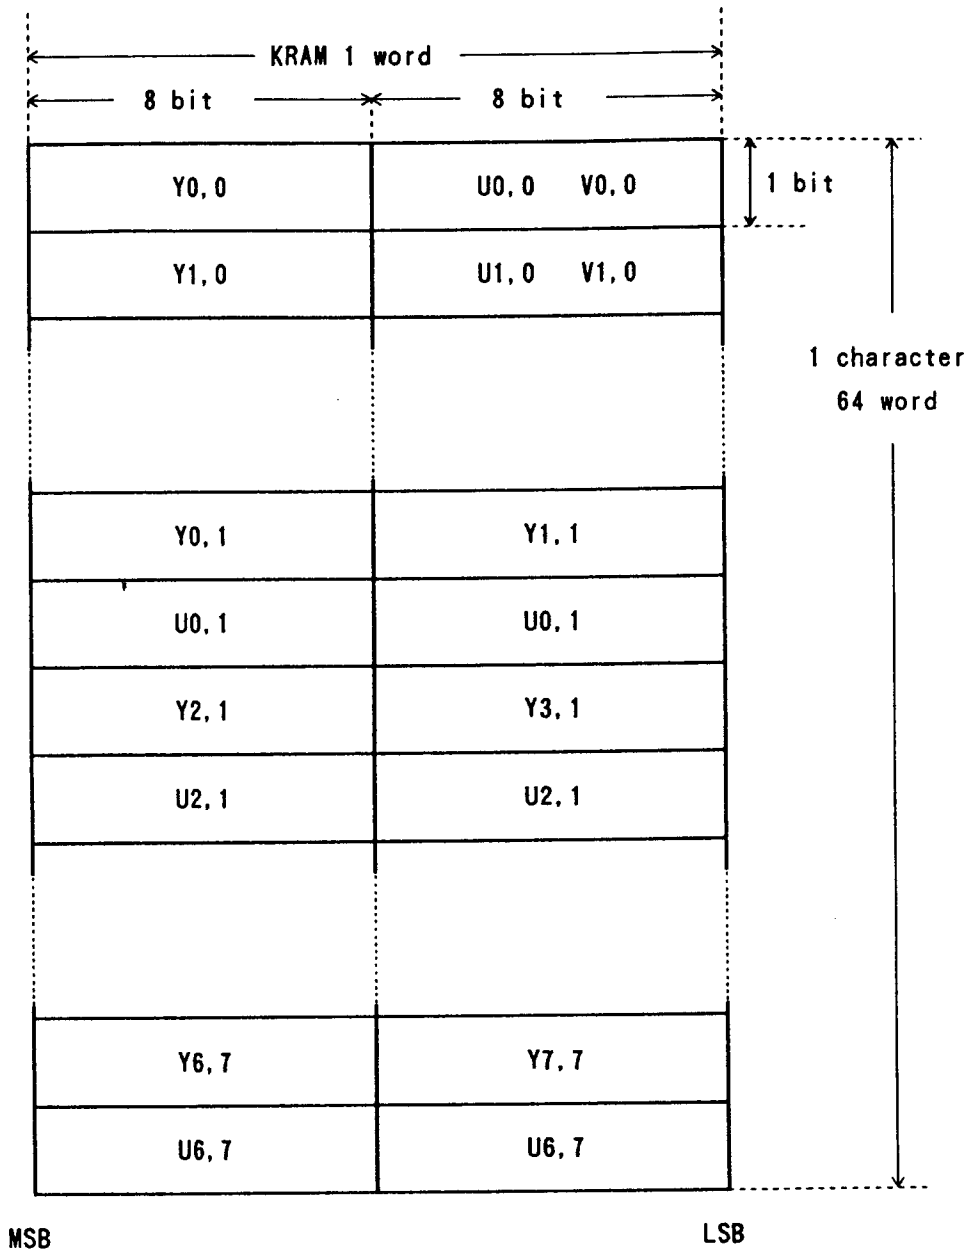 KRAM 1 word
8 bit 8 bit
Y0,0 U0,0 V0,0 1 bit
Y1,0 U1,0 V1,0
1 character
64 word
Y0,1 Y1,1
U0,1 U0,1
Y2,1 Y3,1
U2,1 U2,1
Y6,7 Y7,7
U6,7 U6,7
MSB LSB